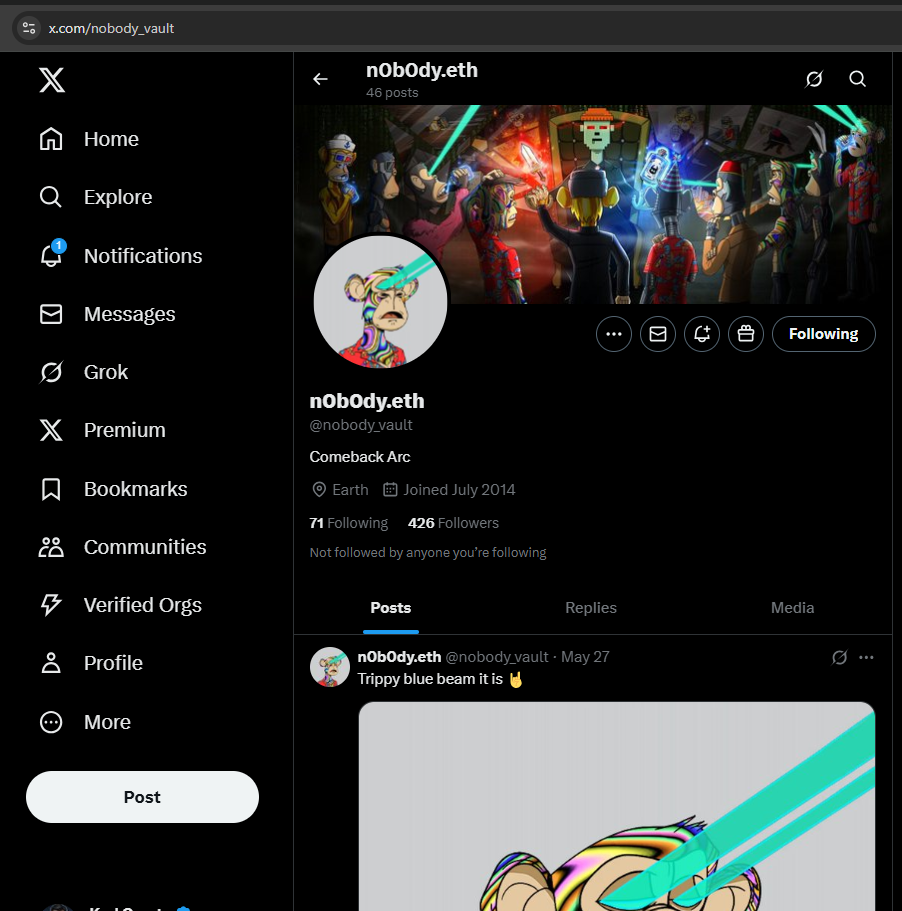 x.com/nobody_vault
n0b0dy.eth
46 posts
Home
Explore
1
Notifications
Messages
Grok
Premium
Bookmarks
Communities
Verified Orgs
Profile
More
Post
Following
n0b0dy.eth
@nobody_vault
Comeback Arc
Earth Joined July 2014
71 Following 426 Followers
Not followed by anyone you're following
Posts Replies Media
n0b0dy.eth @nobody_vault · May 27
Trippy blue beam it is 🤘